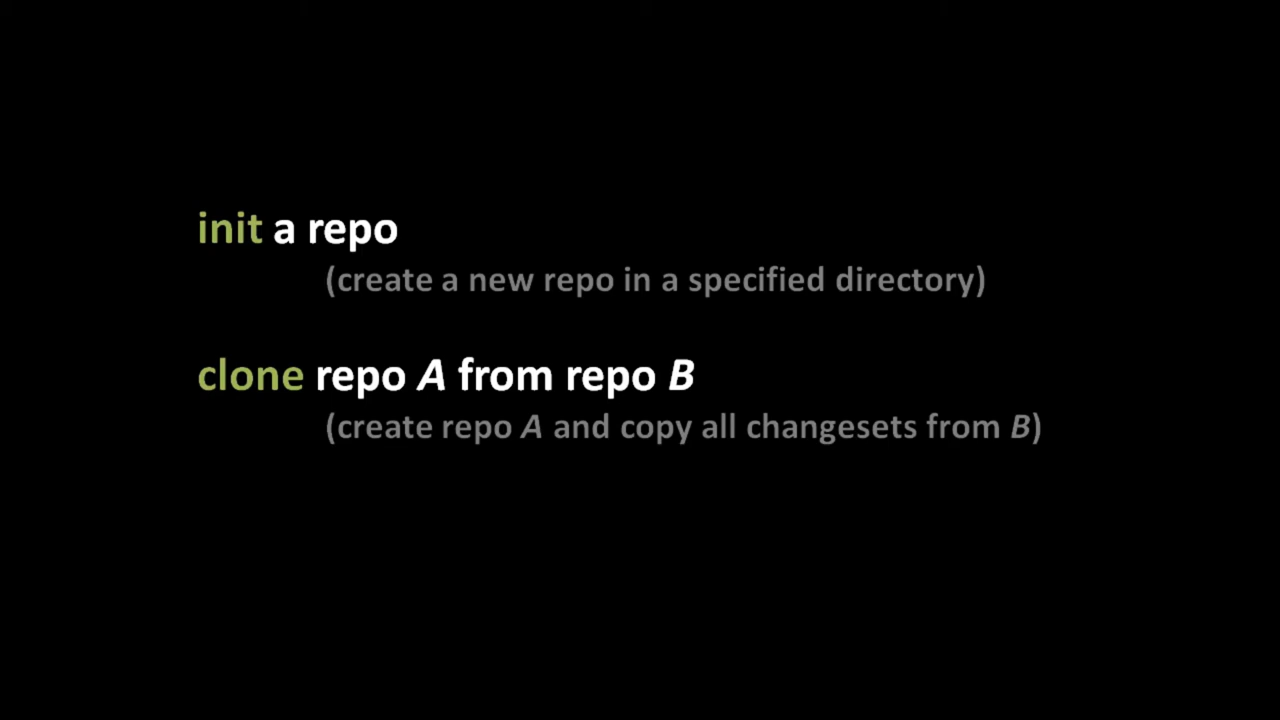 init a repo
(create a new repo in a specified directory)
clone repo A from repo B
(create repo A and copy all changesets from B)